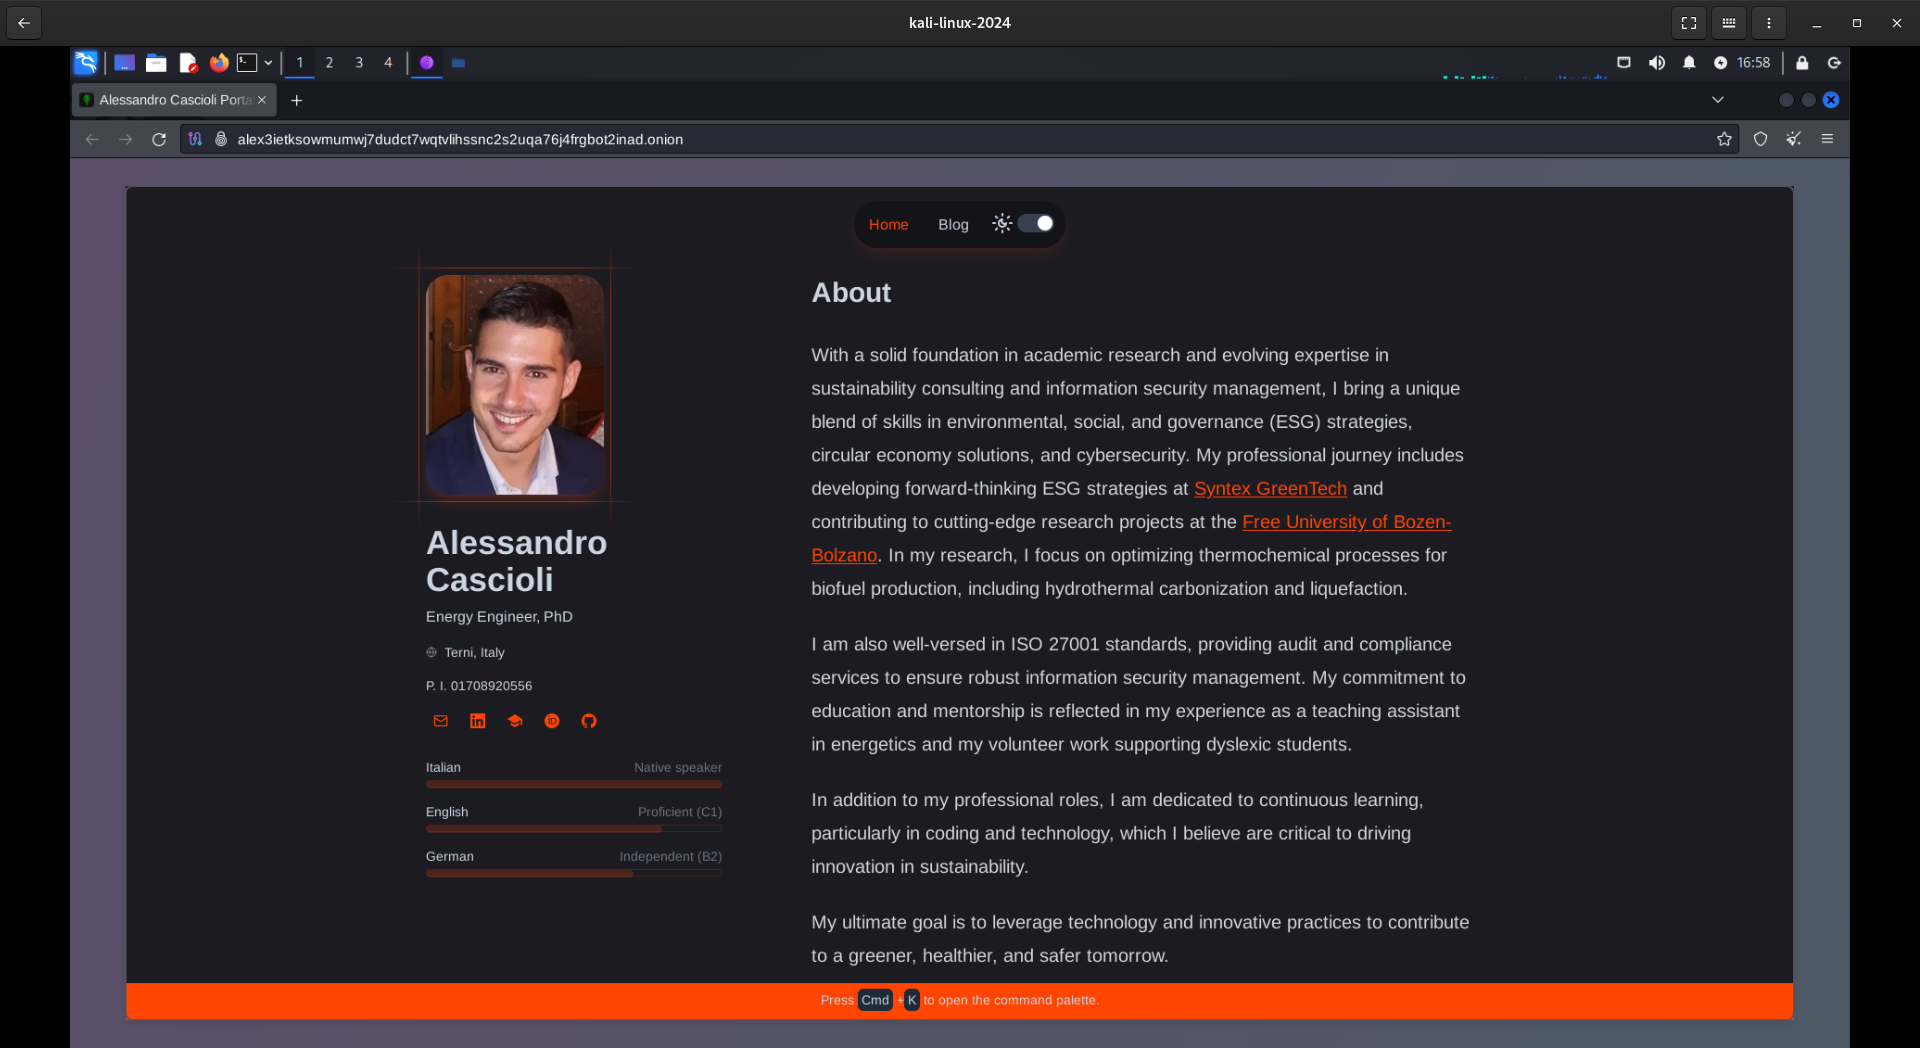 kali-linux-2024
1 2 3 4
16:58
Alessandro Cascioli Porta
alex3ietksowmumwj7dudct7wqtvlihssnc2s2uqa76j4frgbot2inad.onion
Home Blog
Alessandro
Cascioli
Energy Engineer, PhD
Terni, Italy
P. I. 01708920556
Italian Native speaker
English Proficient (C1)
German Independent (B2)
About
With a solid foundation in academic research and evolving expertise in
sustainability consulting and information security management, I bring a unique
blend of skills in environmental, social, and governance (ESG) strategies,
circular economy solutions, and cybersecurity. My professional journey includes
developing forward-thinking ESG strategies at Syntex GreenTech and
contributing to cutting-edge research projects at the Free University of Bozen-
Bolzano. In my research, I focus on optimizing thermochemical processes for
biofuel production, including hydrothermal carbonization and liquefaction.
I am also well-versed in ISO 27001 standards, providing audit and compliance
services to ensure robust information security management. My commitment to
education and mentorship is reflected in my experience as a teaching assistant
in energetics and my volunteer work supporting dyslexic students.
In addition to my professional roles, I am dedicated to continuous learning,
particularly in coding and technology, which I believe are critical to driving
innovation in sustainability.
My ultimate goal is to leverage technology and innovative practices to contribute
to a greener, healthier, and safer tomorrow.
Press Cmd + K to open the command palette.